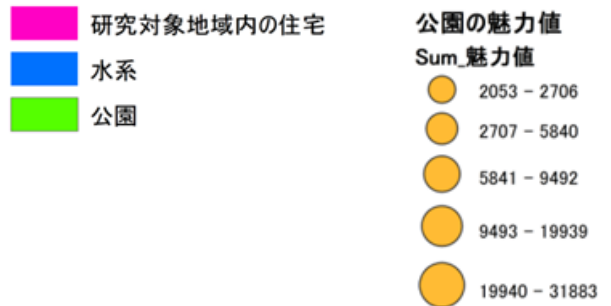 研究対象地域内の住宅
水系
公園
公園の魅力値
Sum_魅力値
2053 - 2706
2707 - 5840
5841 - 9492
9493 - 19939
19940 - 31883